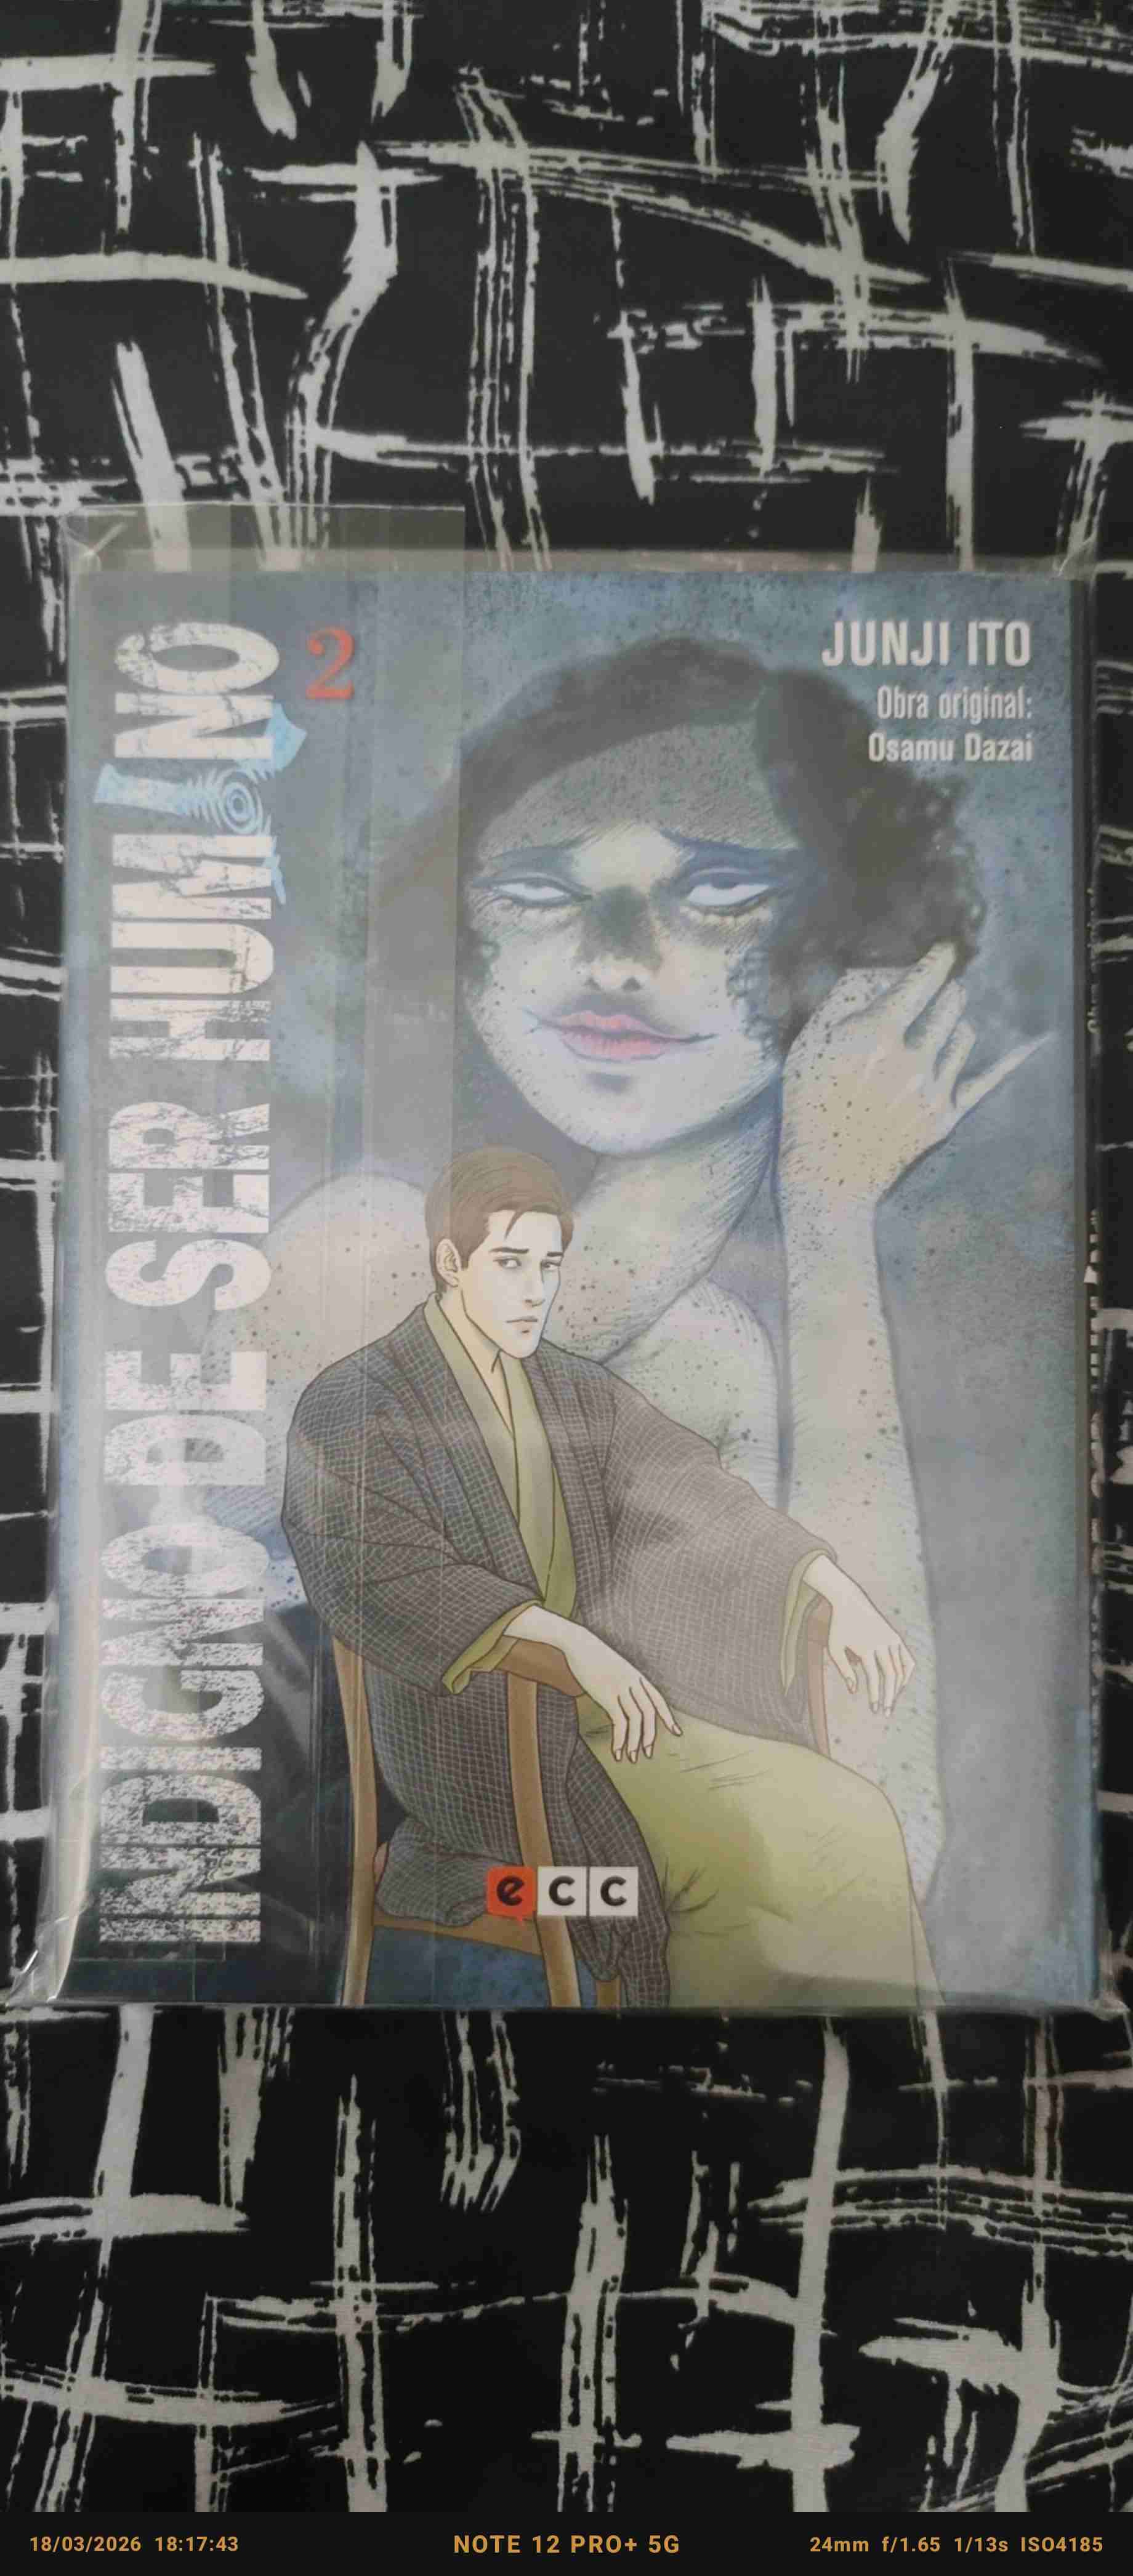 INDIGNO DE SER HUMANO
2
JUNJI ITO
Obra original:
Osamu Dazai
ecc
18/03/2026 18:17:43
NOTE 12 PRO+ 5G
24mm f/1.65 1/13s ISO4185